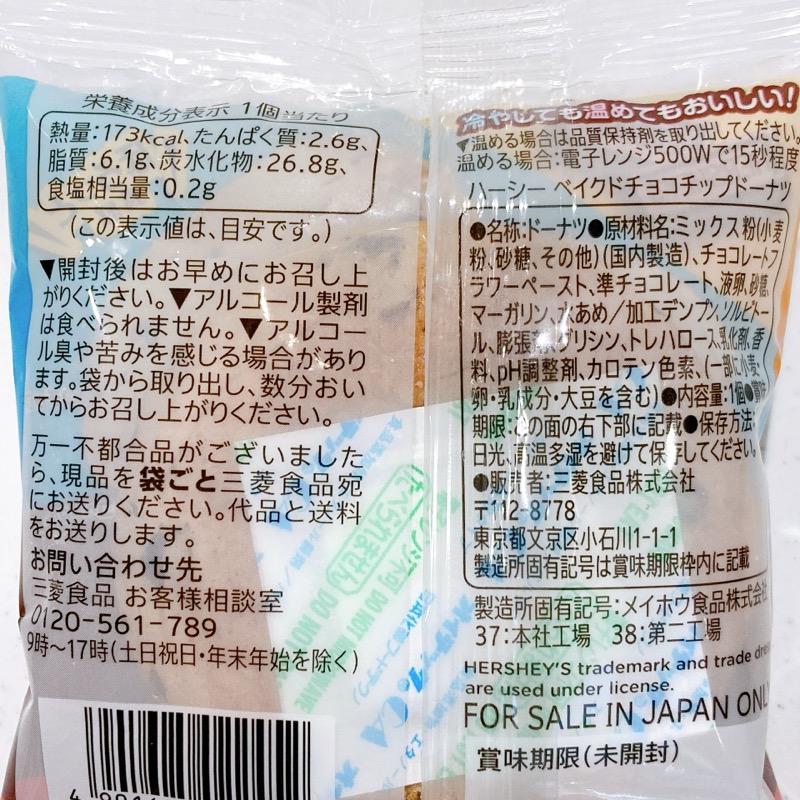 栄養成分表示 1個当たり
熱量:173kcal、たんぱく質:2.6g、
脂質:6.1g、炭水化物:26.8g、
食塩相当量:0.2g
(この表示値は、目安です。)
▼開封後はお早めにお召し上
がりください。▼アルコール製剤
は食べられません。▼アルコー
ル臭や苦みを感じる場合があり
ます。袋から取り出し、数分おい
てからお召し上がりください。
万一不都合品がございました
ら、現品を袋ごと三菱食品宛
にお送りください。代品と送料
をお送りします。
お問い合わせ先
三菱食品 お客様相談室
0120-561-789
9時～17時(土日祝日・年末年始を除く)
冷やしても温めてもおいしい!
▼温める場合は品質保持剤を取り出してください。
温める場合:電子レンジ500Wで15秒程度
ハーシー ベイクドチョコチップドーナツ
●名称:ドーナツ●原材料名:ミックス粉(小麦
粉、砂糖、その他)(国内製造)、チョコレートフ
ラワーペースト、準チョコレート、液卵、砂糖、
マーガリン、水あめ/加工デンプン、ソルビトー
ル、膨張剤、グリシン、トレハロース、乳化剤、香
料、pH調整剤、カロテン色素、(一部に小麦・
卵・乳成分・大豆を含む)●内容量:1個●賞味
期限:この面の右下部に記載●保存方法:
日光、高温多湿を避けて保存してください。
●販売者:三菱食品株式会社
〒112-8778
東京都文京区小石川1-1-1
製造所固有記号は賞味期限枠内に記載
製造所固有記号:メイホウ食品株式会社
37:本社工場 38:第二工場
HERSHEY'S trademark and trade dress
are used under license.
FOR SALE IN JAPAN ONLY
賞味期限(未開封)
たべられません
DO NOT